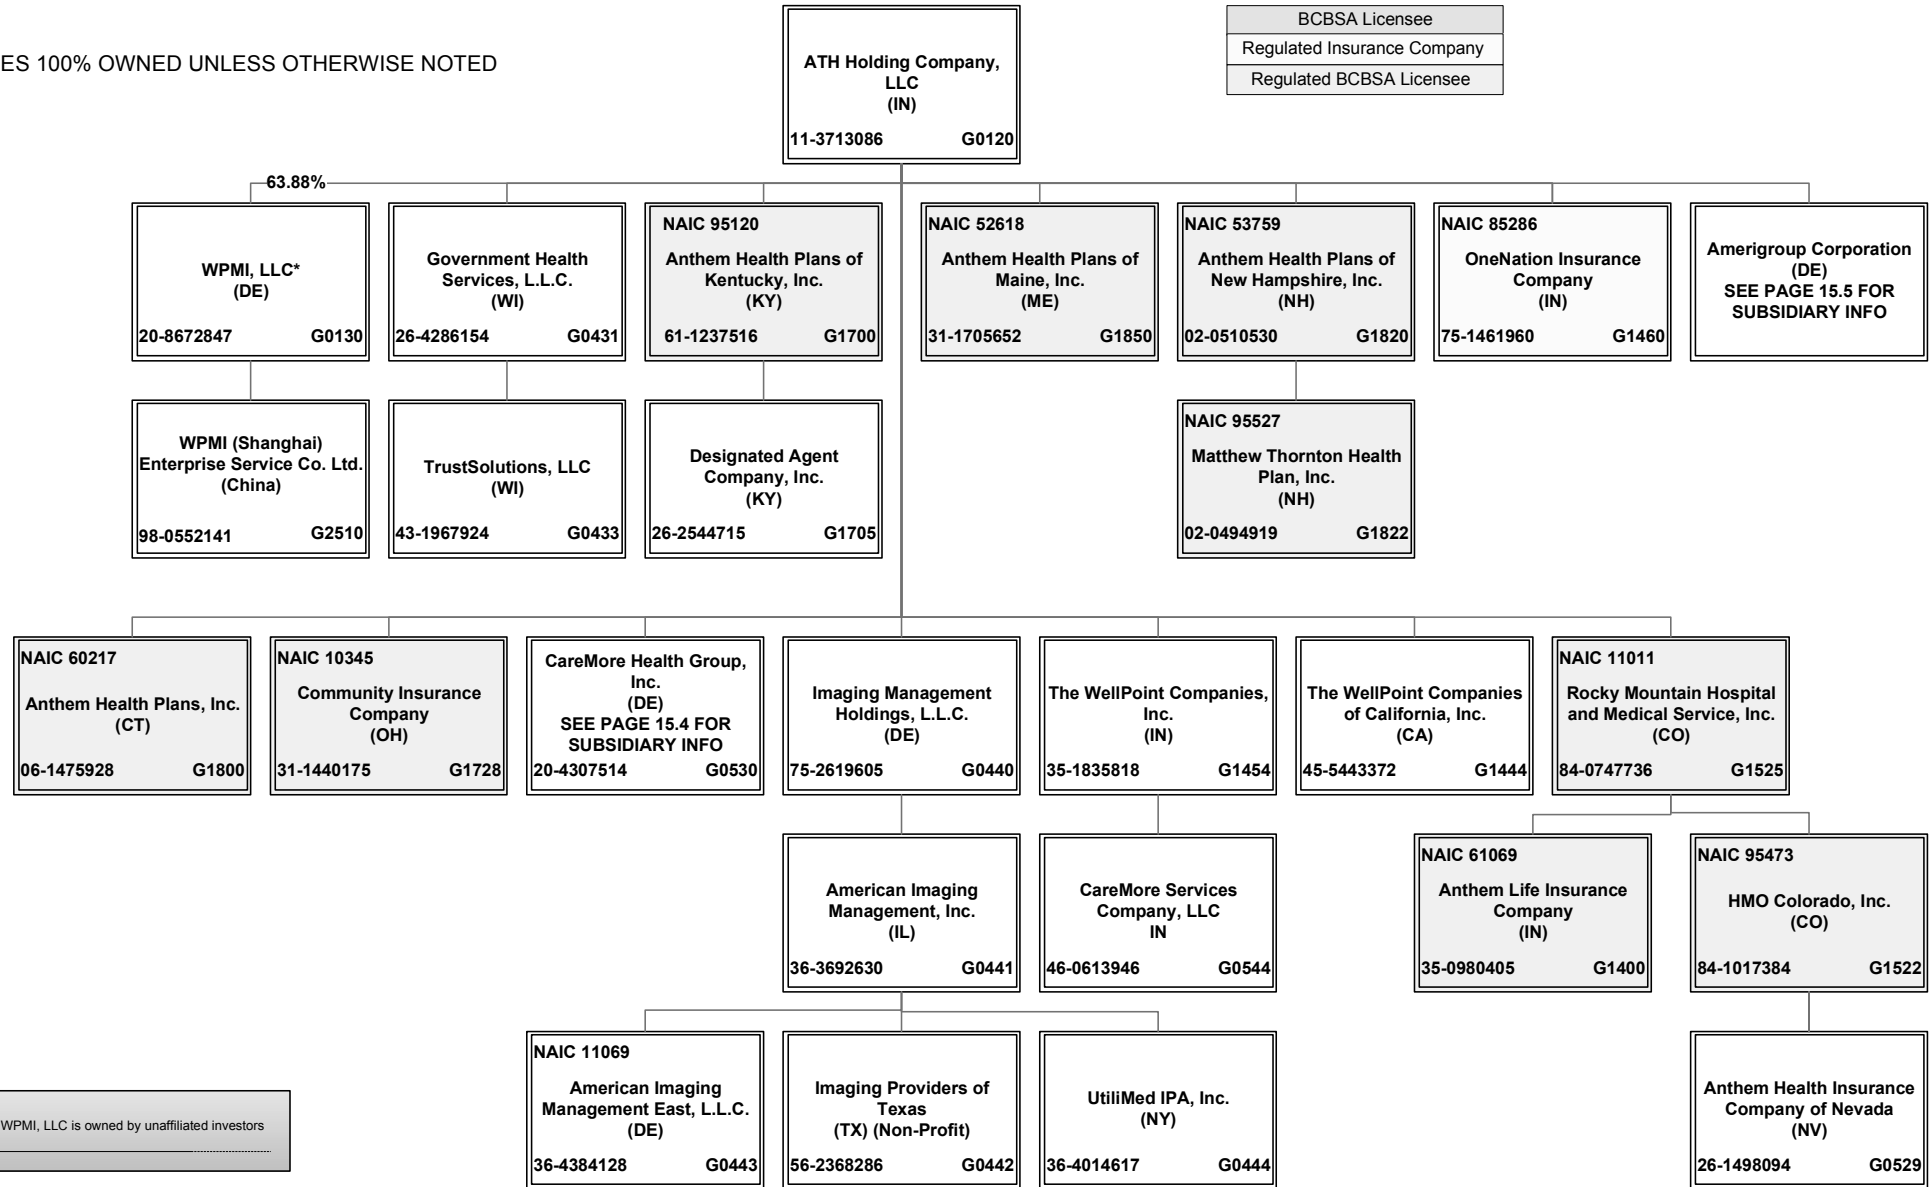 ES 100% OWNED UNLESS OTHERWISE NOTED
BCBSA Licensee
Regulated Insurance Company
Regulated BCBSA Licensee
ATH Holding Company,
LLC
(IN)
11-3713086 G0120
63.88%
WPMI, LLC*
(DE)
20-8672847 G0130
Government Health
Services, L.L.C.
(WI)
26-4286154 G0431
NAIC 95120
Anthem Health Plans of
Kentucky, Inc.
(KY)
61-1237516 G1700
NAIC 52618
Anthem Health Plans of
Maine, Inc.
(ME)
31-1705652 G1850
NAIC 53759
Anthem Health Plans of
New Hampshire, Inc.
(NH)
02-0510530 G1820
NAIC 85286
OneNation Insurance
Company
(IN)
75-1461960 G1460
Amerigroup Corporation
(DE)
SEE PAGE 15.5 FOR
SUBSIDIARY INFO
WPMI (Shanghai)
Enterprise Service Co. Ltd.
(China)
98-0552141 G2510
TrustSolutions, LLC
(WI)
43-1967924 G0433
Designated Agent
Company, Inc.
(KY)
26-2544715 G1705
NAIC 95527
Matthew Thornton Health
Plan, Inc.
(NH)
02-0494919 G1822
NAIC 60217
Anthem Health Plans, Inc.
(CT)
06-1475928 G1800
NAIC 10345
Community Insurance
Company
(OH)
31-1440175 G1728
CareMore Health Group,
Inc.
(DE)
SEE PAGE 15.4 FOR
SUBSIDIARY INFO
20-4307514 G0530
Imaging Management
Holdings, L.L.C.
(DE)
75-2619605 G0440
The WellPoint Companies,
Inc.
(IN)
35-1835818 G1454
The WellPoint Companies
of California, Inc.
(CA)
45-5443372 G1444
NAIC 11011
Rocky Mountain Hospital
and Medical Service, Inc.
(CO)
84-0747736 G1525
American Imaging
Management, Inc.
(IL)
36-3692630 G0441
CareMore Services
Company, LLC
IN
46-0613946 G0544
NAIC 61069
Anthem Life Insurance
Company
(IN)
35-0980405 G1400
NAIC 95473
HMO Colorado, Inc.
(CO)
84-1017384 G1522
NAIC 11069
American Imaging
Management East, L.L.C.
(DE)
36-4384128 G0443
Imaging Providers of
Texas
(TX) (Non-Profit)
56-2368286 G0442
UtiliMed IPA, Inc.
(NY)
36-4014617 G0444
Anthem Health Insurance
Company of Nevada
(NV)
26-1498094 G0529
WPMI, LLC is owned by unaffiliated investors